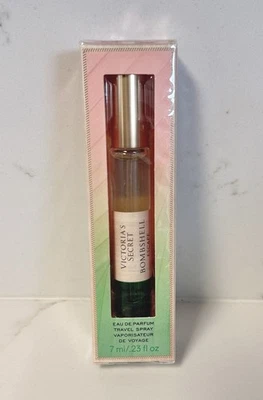 VICTORIA'S
SECRET
BOMBSHELL
EAU DE PARFUM
TRAVEL SPRAY
VAPORISATEUR
DE VOYAGE
7 ml/.23 fl oz